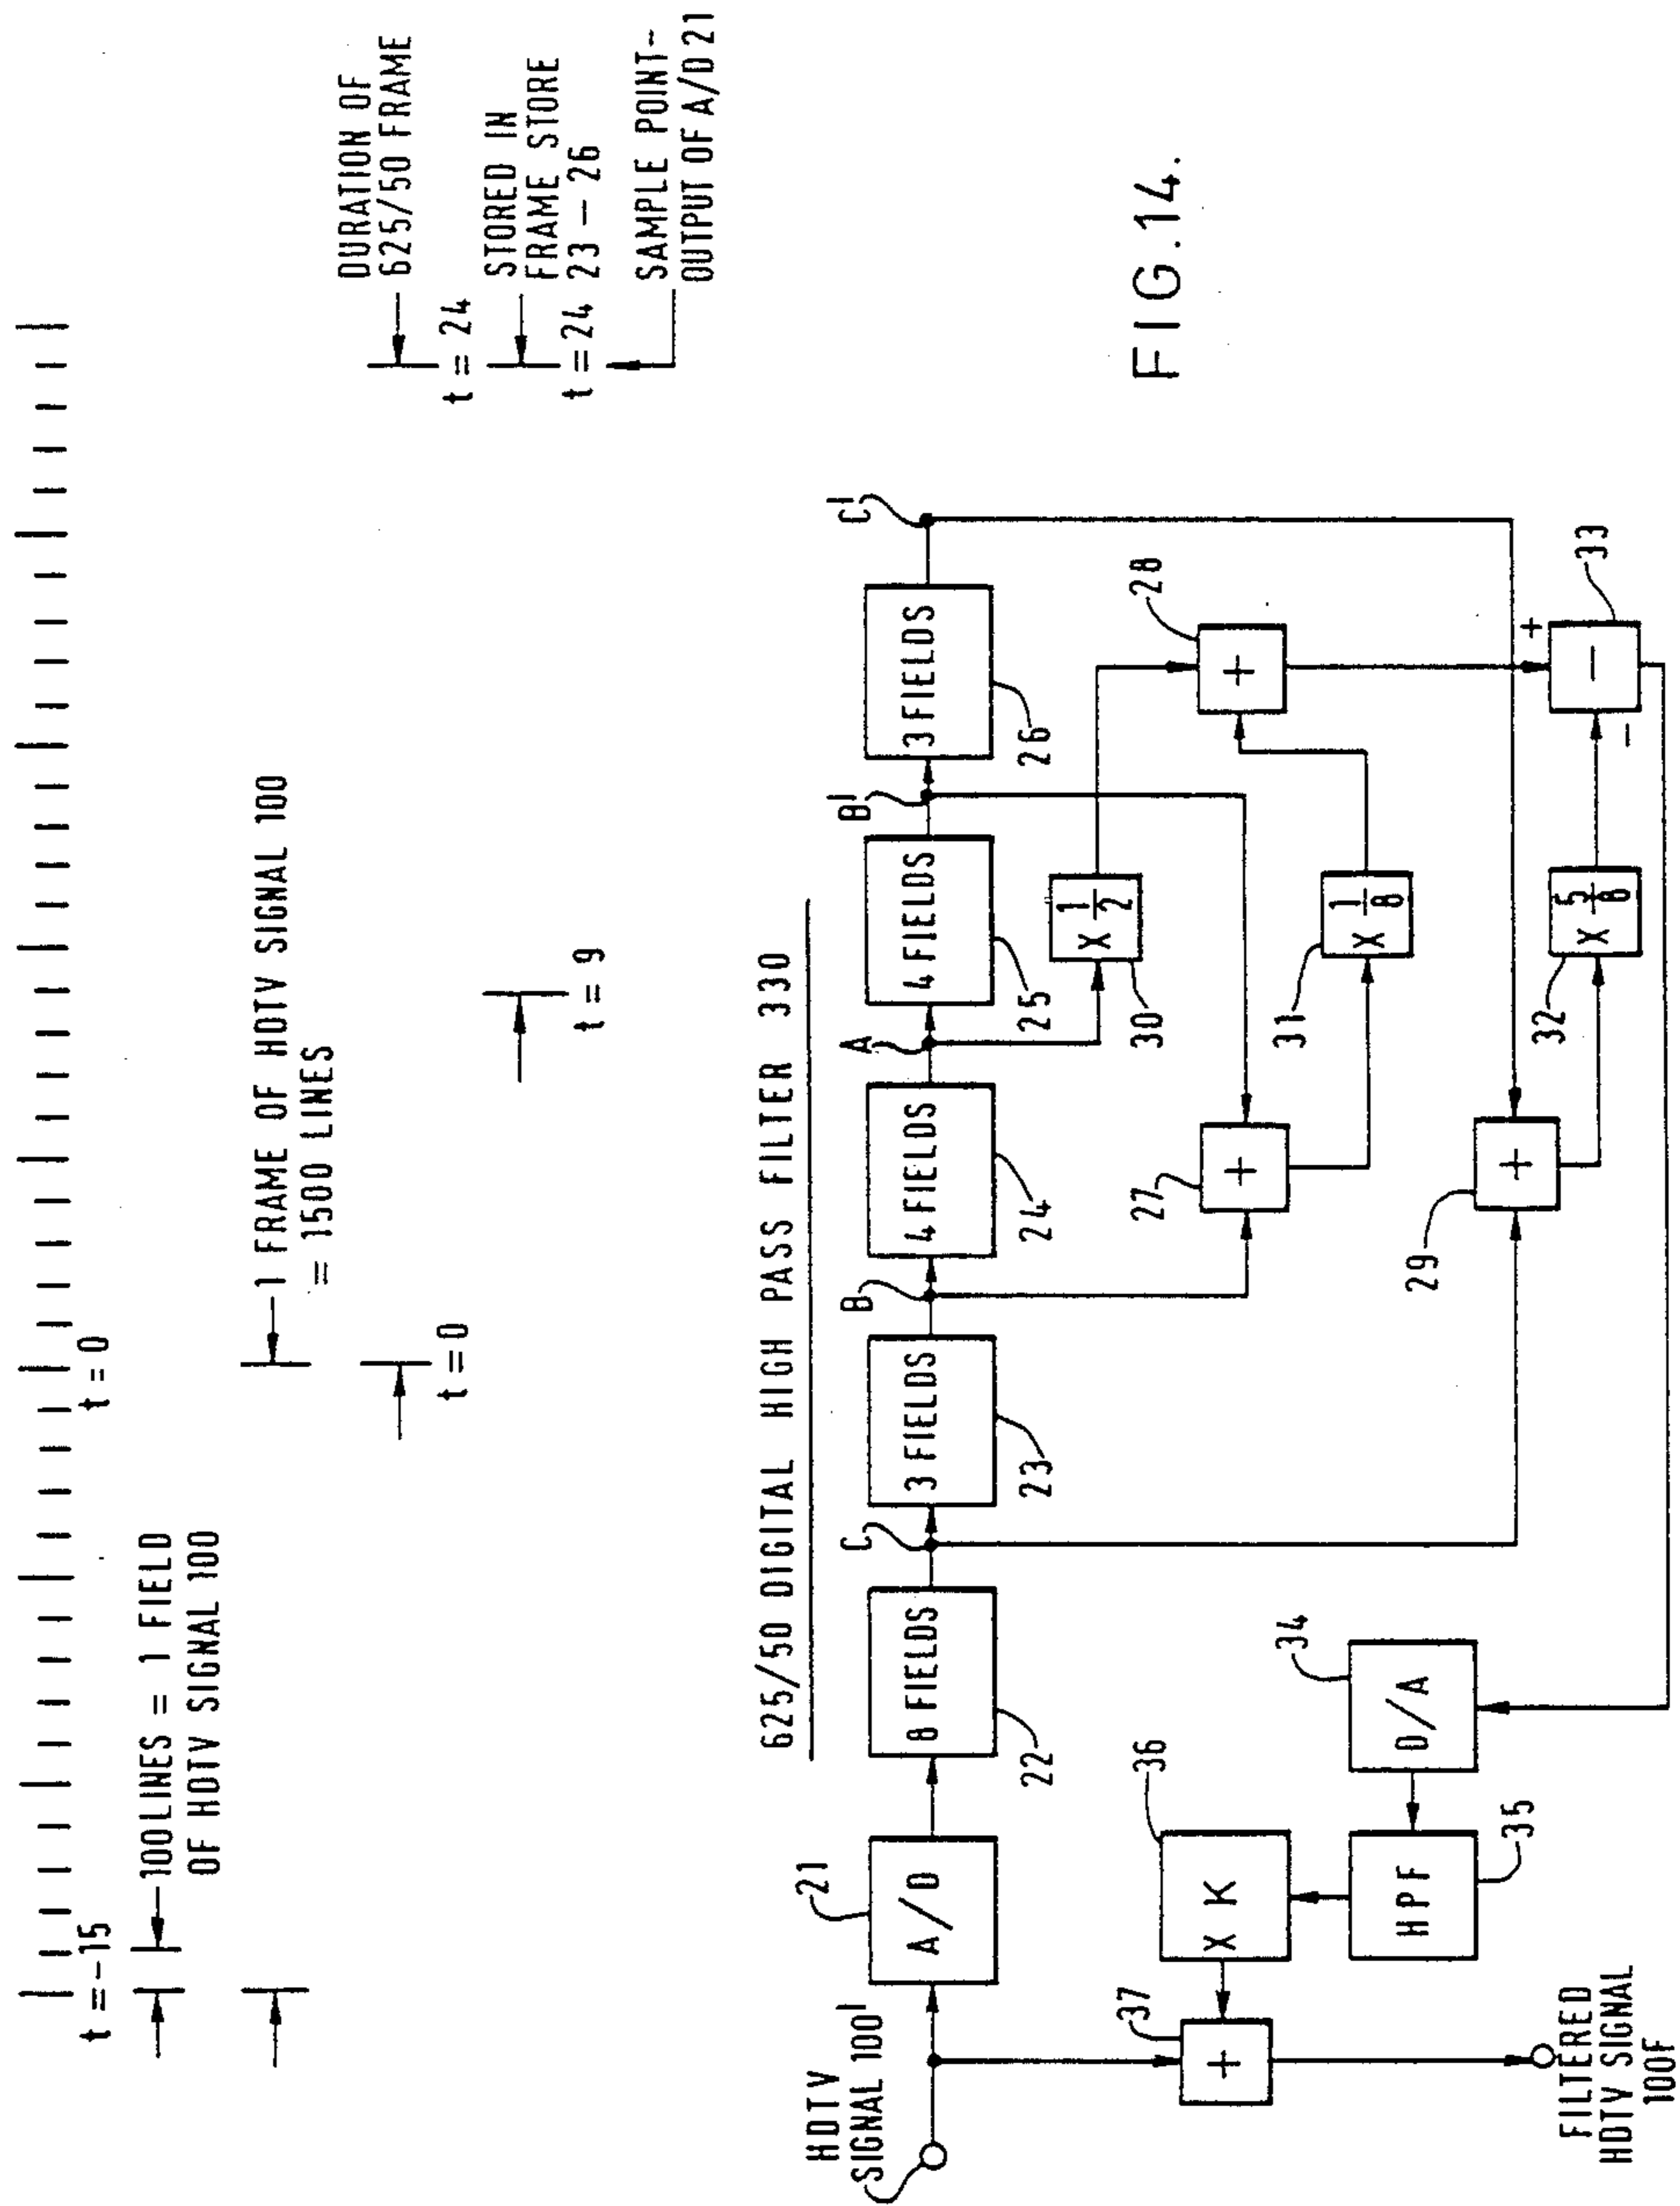 t = -15
t = 0
100 LINES = 1 FIELD
OF HDTV SIGNAL 100
1 FRAME OF HDTV SIGNAL 100
= 1500 LINES
t = 0
DURATION OF
625/50 FRAME
t = 24
t = 9
STORED IN
FRAME STORE
23 – 26
t = 24
SAMPLE POINT-
OUTPUT OF A/D 21
625/50 DIGITAL HIGH PASS FILTER 330
FIG. 14.
HDTV
SIGNAL 100'
21
A/D
8 FIELDS
22
C
3 FIELDS
23
B
4 FIELDS
24
A
4 FIELDS
25
B'
3 FIELDS
26
C'
X 1/2
30
+
28
27
+
X 1/8
31
29
+
X 5/8
32
+
−
−
33
37
+
36
X K
HPF
35
34
D/A
FILTERED
HDTV SIGNAL
100F